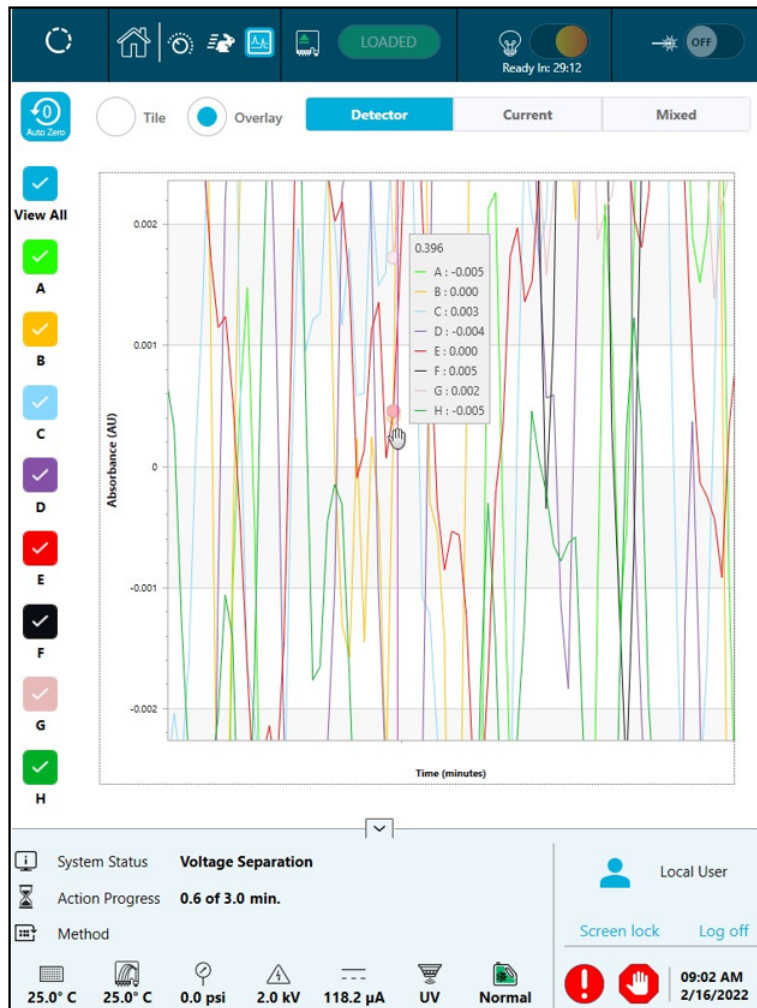 LOADED
Ready In: 29:12
OFF
0
Auto Zero
Tile
Overlay
Detector
Current
Mixed
View All
A
B
C
D
E
F
G
H
Absorbance (AU)
0.002
0.001
0
-0.001
-0.002
0.396
A : -0.005
B : 0.000
C : 0.003
D : -0.004
E : 0.000
F : 0.005
G : 0.002
H : -0.005
Time (minutes)
System Status Voltage Separation
Action Progress 0.6 of 3.0 min.
Method
Local User
Screen lock Log off
25.0° C 25.0° C 0.0 psi 2.0 kV 118.2 µA UV Normal
09:02 AM
2/16/2022